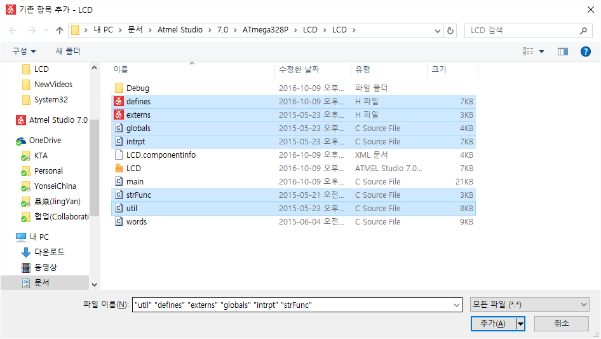 기존 항목 추가 - LCD
« 내 PC > 문서 > Atmel Studio > 7.0 > ATmega328P > LCD > LCD >
LCD 검색
구성 새 폴더
이름 수정한 날짜 유형 크기
LCD
NewVideos
System32
Atmel Studio 7.0
OneDrive
KTA
Personal
YonseiChina
(JingYan)
협업(Collaborati
내 PC
다운로드
동영상
문서
Debug 2016-10-09 오후... 파일 폴더
defines 2016-10-09 오후... H 파일 7KB
externs 2015-05-23 오후... H 파일 3KB
globals 2015-05-23 오후... C Source File 4KB
intrpt 2015-05-23 오후... C Source File 7KB
LCD.componentinfo 2016-10-09 오후... XML 문서 4KB
LCD 2016-10-09 오후... ATMEL Studio 7.0... 7KB
main 2016-10-09 오후... C Source File 21KB
strFunc 2015-05-21 오전... C Source File 3KB
util 2015-05-23 오후... C Source File 8KB
words 2015-06-04 오전... C Source File 9KB
파일 이름(N): "util" "defines" "externs" "globals" "intrpt" "strFunc"
모든 파일 (*.*)
추가(A) 취소